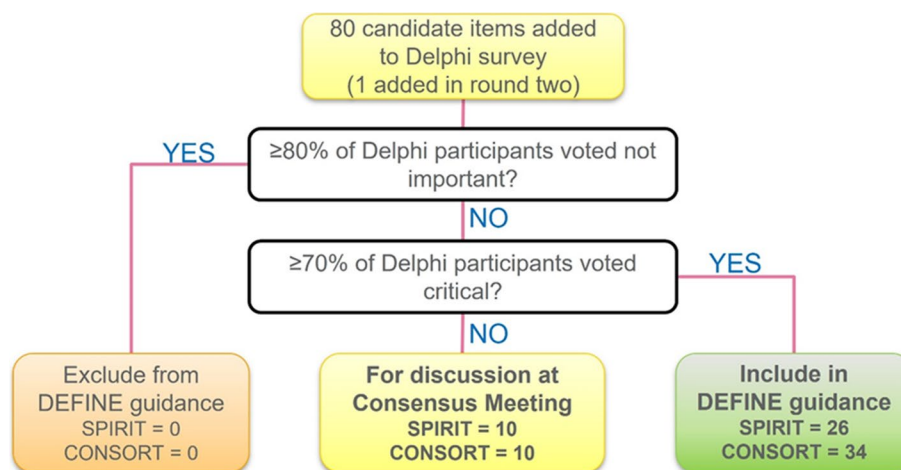 80 candidate items added
to Delphi survey
(1 added in round two)
YES
≥80% of Delphi participants voted not
important?
NO
≥70% of Delphi participants voted
critical?
YES
NO
Exclude from
DEFINE guidance
SPIRIT = 0
CONSORT = 0
For discussion at
Consensus Meeting
SPIRIT = 10
CONSORT = 10
Include in
DEFINE guidance
SPIRIT = 26
CONSORT = 34